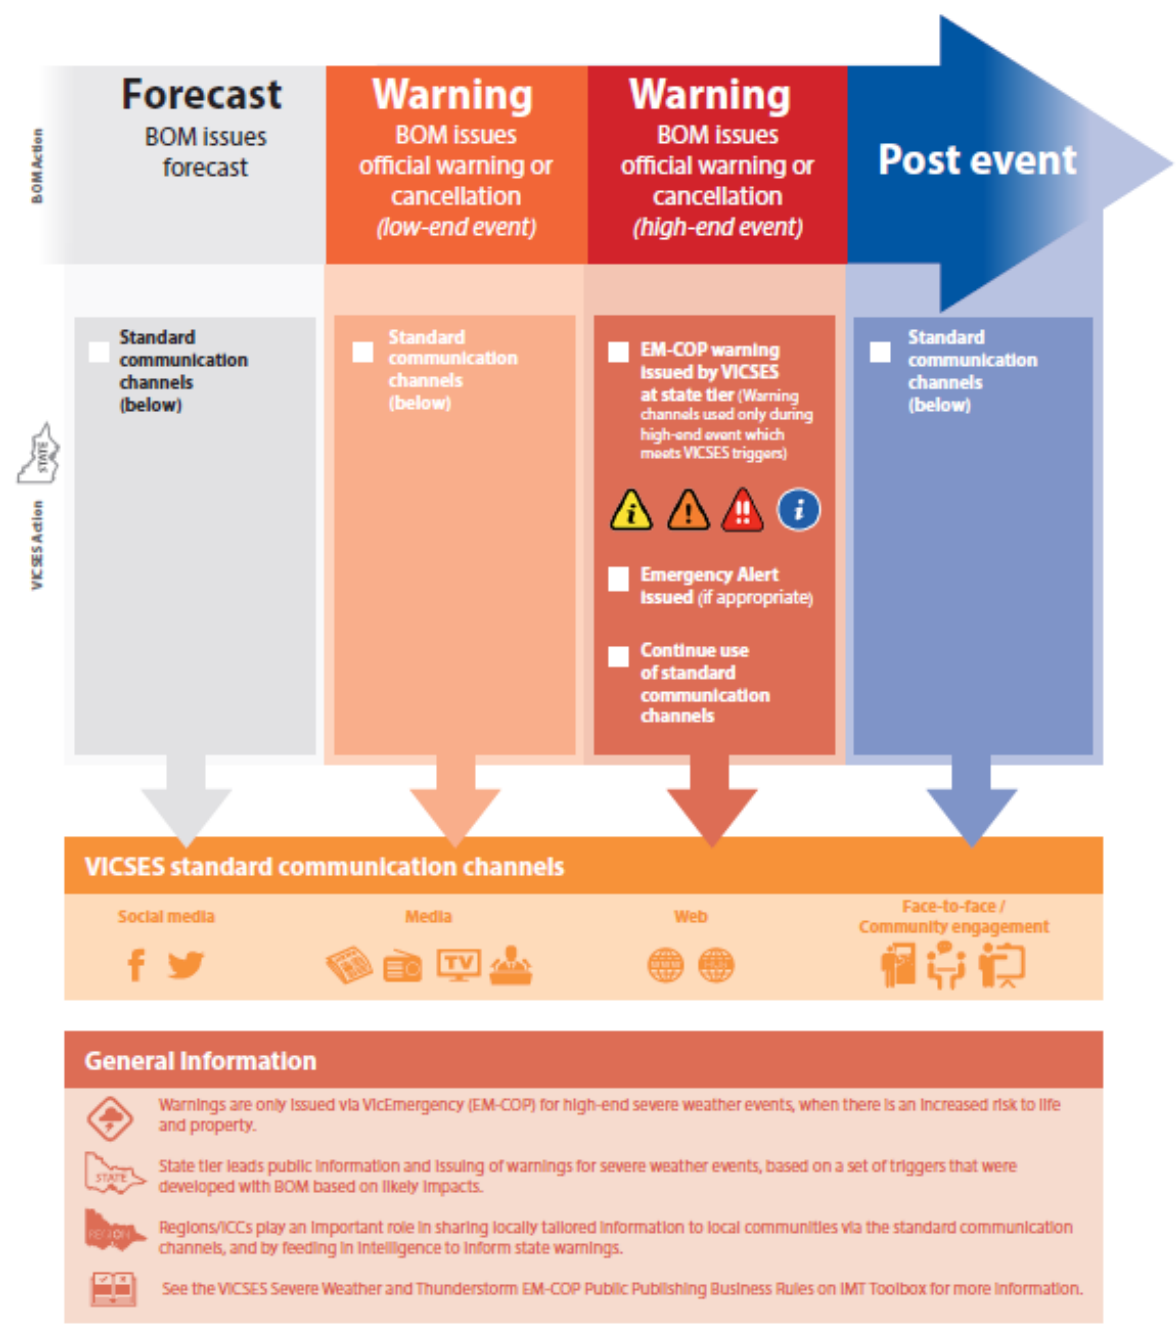 BOM Action
Forecast
BOM issues
forecast
Warning
BOM issues
official warning or
cancellation
(low-end event)
Warning
BOM issues
official warning or
cancellation
(high-end event)
Post event
STATE
VICSES Action
Standard
communication
channels
(below)
Standard
communication
channels
(below)
EM-COP warning
issued by VICSES
at state tier (Warning
channels used only during
high-end event which
meets VICSES triggers)
i
!
!!
i
Emergency Alert
issued (if appropriate)
Continue use
of standard
communication
channels
Standard
communication
channels
(below)
VICSES standard communication channels
Social media
Media
Web
Face-to-face /
Community engagement
f
TV
General Information
Warnings are only issued via VicEmergency (EM-COP) for high-end severe weather events, when there is an increased risk to life
and property.
STATE
State tier leads public information and issuing of warnings for severe weather events, based on a set of triggers that were
developed with BOM based on likely impacts.
REGION
Regions/ICCs play an important role in sharing locally tailored information to local communities via the standard communication
channels, and by feeding in intelligence to inform state warnings.
See the VICSES Severe Weather and Thunderstorm EM-COP Public Publishing Business Rules on IMT Toolbox for more information.